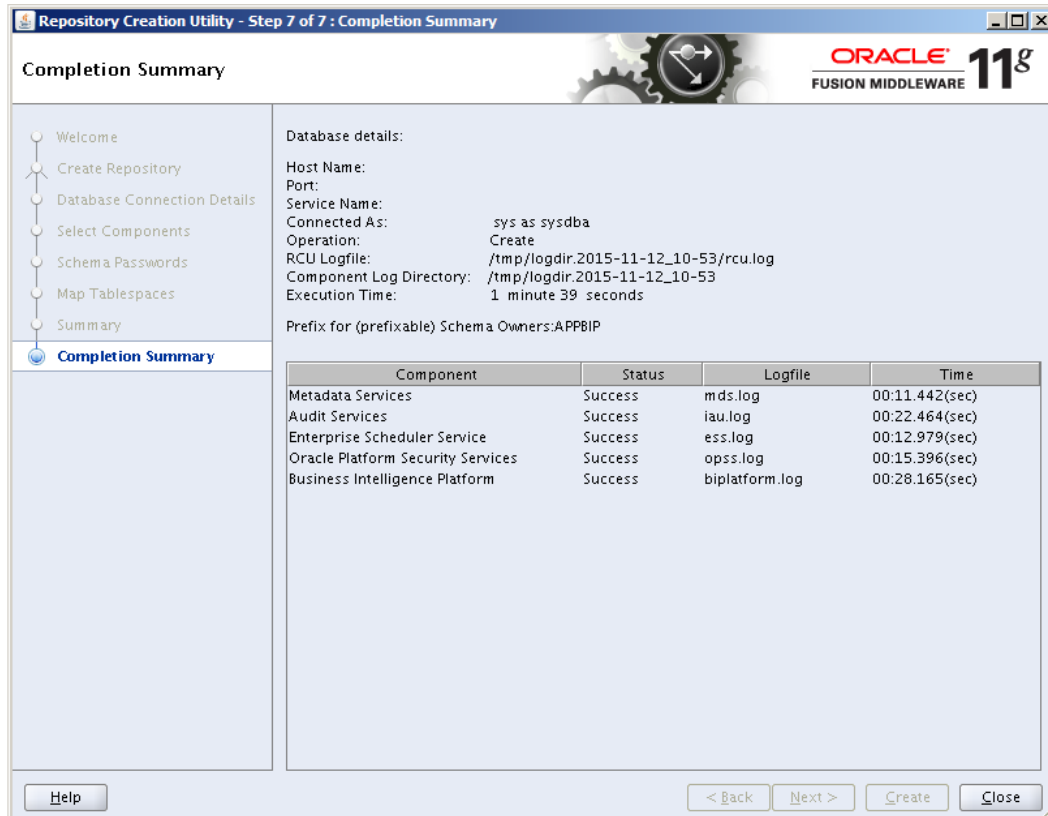 Repository Creation Utility - Step 7 of 7 : Completion Summary
Completion Summary
ORACLE
FUSION MIDDLEWARE
11g
Welcome
Create Repository
Database Connection Details
Select Components
Schema Passwords
Map Tablespaces
Summary
Completion Summary
Database details:
Host Name:
Port:
Service Name:
Connected As: sys as sysdba
Operation: Create
RCU Logfile: /tmp/logdir.2015-11-12_10-53/rcu.log
Component Log Directory: /tmp/logdir.2015-11-12_10-53
Execution Time: 1 minute 39 seconds
Prefix for (prefixable) Schema Owners:APPBIP
Component Status Logfile Time
Metadata Services Success mds.log 00:11.442(sec)
Audit Services Success iau.log 00:22.464(sec)
Enterprise Scheduler Service Success ess.log 00:12.979(sec)
Oracle Platform Security Services Success opss.log 00:15.396(sec)
Business Intelligence Platform Success biplatform.log 00:28.165(sec)
Help < Back Next > Create Close